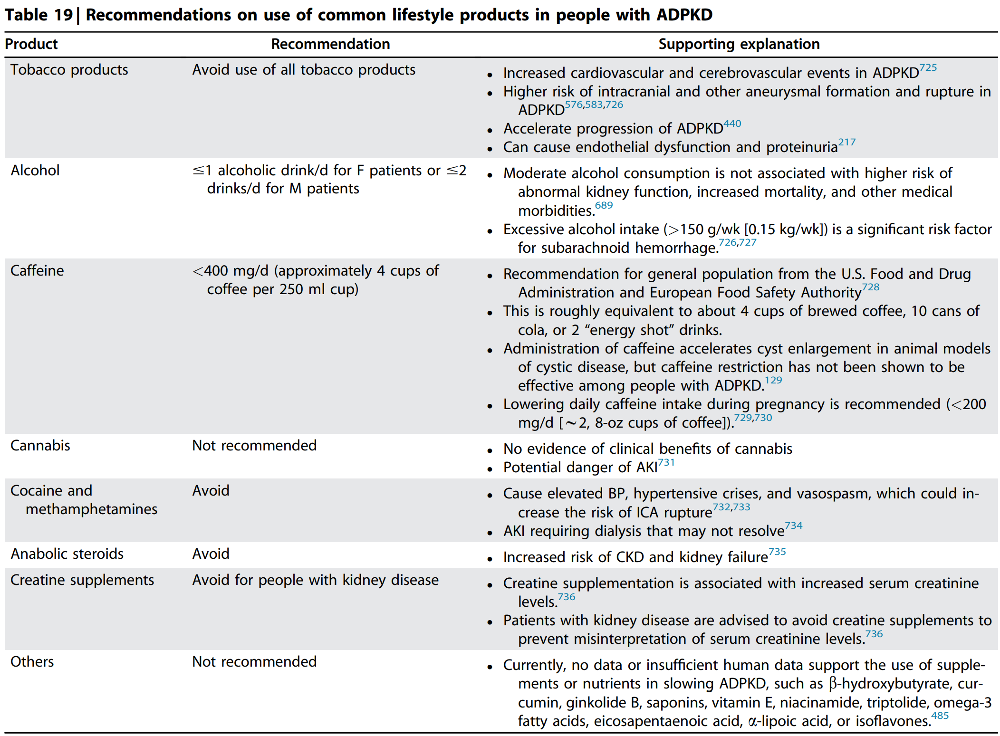 Table 19 | Recommendations on use of common lifestyle products in people with ADPKD
Product Recommendation Supporting explanation
Tobacco products Avoid use of all tobacco products • Increased cardiovascular and cerebrovascular events in ADPKD725
• Higher risk of intracranial and other aneurysmal formation and rupture in
ADPKD576,583,726
• Accelerate progression of ADPKD440
• Can cause endothelial dysfunction and proteinuria217
Alcohol ≤1 alcoholic drink/d for F patients or ≤2
drinks/d for M patients
• Moderate alcohol consumption is not associated with higher risk of
abnormal kidney function, increased mortality, and other medical
morbidities.689
• Excessive alcohol intake (>150 g/wk [0.15 kg/wk]) is a significant risk factor
for subarachnoid hemorrhage.726,727
Caffeine <400 mg/d (approximately 4 cups of
coffee per 250 ml cup)
• Recommendation for general population from the U.S. Food and Drug
Administration and European Food Safety Authority728
• This is roughly equivalent to about 4 cups of brewed coffee, 10 cans of
cola, or 2 “energy shot” drinks.
• Administration of caffeine accelerates cyst enlargement in animal models
of cystic disease, but caffeine restriction has not been shown to be
effective among people with ADPKD.129
• Lowering daily caffeine intake during pregnancy is recommended (<200
mg/d [∼2, 8-oz cups of coffee]).729,730
Cannabis Not recommended • No evidence of clinical benefits of cannabis
• Potential danger of AKI731
Cocaine and
methamphetamines
Avoid • Cause elevated BP, hypertensive crises, and vasospasm, which could in-
crease the risk of ICA rupture732,733
• AKI requiring dialysis that may not resolve734
Anabolic steroids Avoid • Increased risk of CKD and kidney failure735
Creatine supplements Avoid for people with kidney disease • Creatine supplementation is associated with increased serum creatinine
levels.736
• Patients with kidney disease are advised to avoid creatine supplements to
prevent misinterpretation of serum creatinine levels.736
Others Not recommended • Currently, no data or insufficient human data support the use of supple-
ments or nutrients in slowing ADPKD, such as β-hydroxybutyrate, cur-
cumin, ginkolide B, saponins, vitamin E, niacinamide, triptolide, omega-3
fatty acids, eicosapentaenoic acid, α-lipoic acid, or isoflavones.485